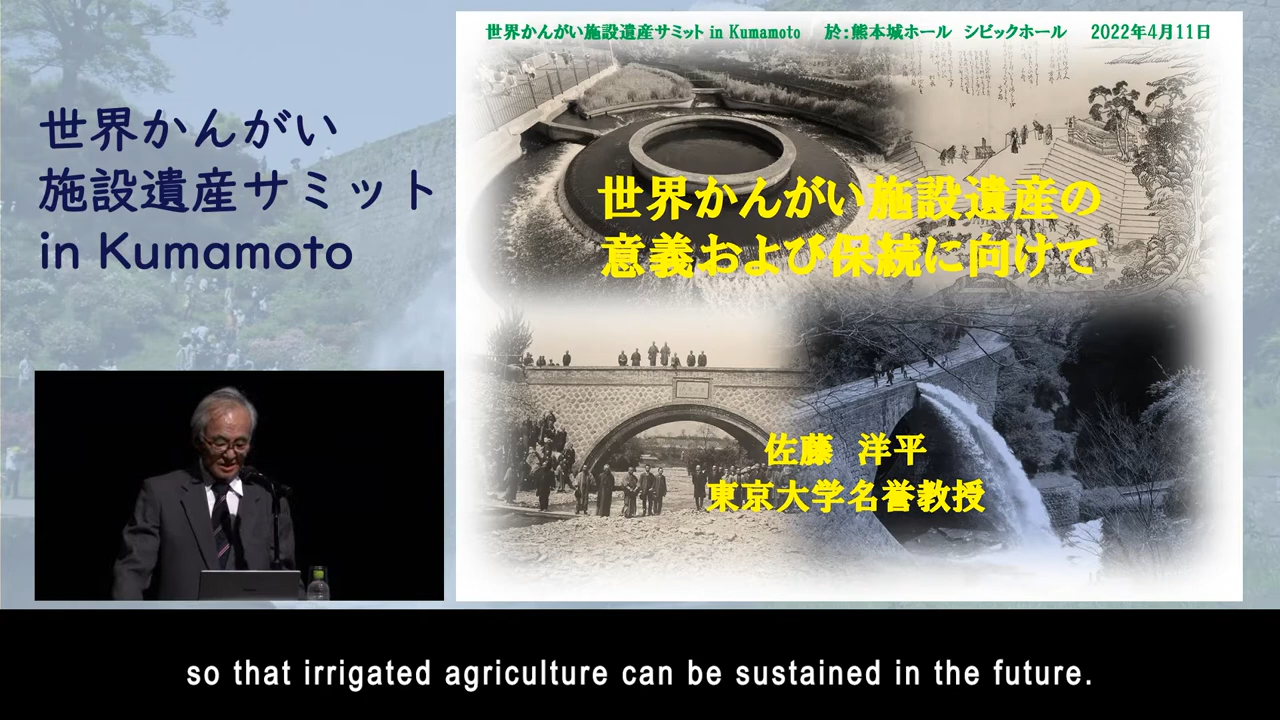 世界かんがい
施設遺産サミット
in Kumamoto
世界かんがい施設遺産サミット in Kumamoto 於:熊本城ホール シビックホール 2022年4月11日
世界かんがい施設遺産の
意義および保続に向けて
佐藤 洋平
東京大学名誉教授
so that irrigated agriculture can be sustained in the future.